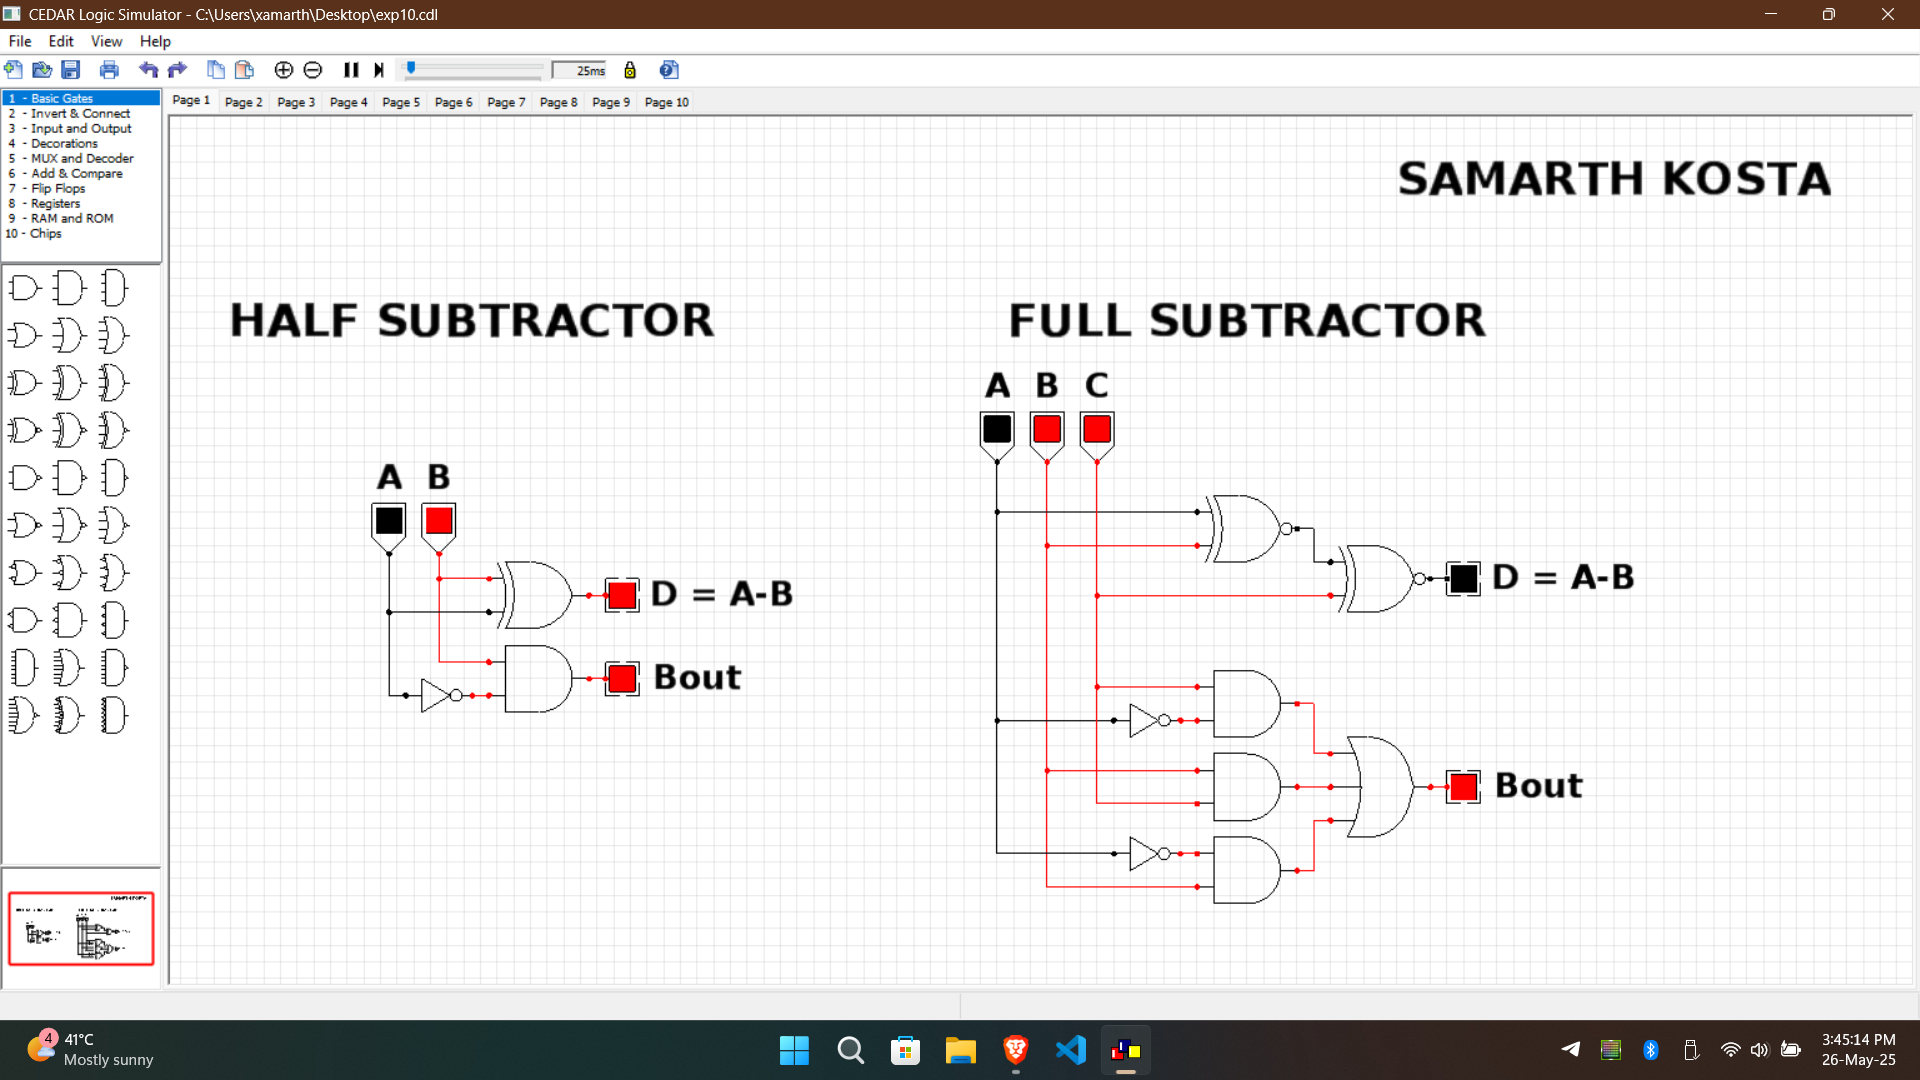 CEDAR Logic Simulator - C:\Users\xamarth\Desktop\exp10.cdl
File Edit View Help
25ms
1 - Basic Gates
2 - Invert & Connect
3 - Input and Output
4 - Decorations
5 - MUX and Decoder
6 - Add & Compare
7 - Flip Flops
8 - Registers
9 - RAM and ROM
10 - Chips
Page 1 Page 2 Page 3 Page 4 Page 5 Page 6 Page 7 Page 8 Page 9 Page 10
SAMARTH KOSTA
HALF SUBTRACTOR
A B
D = A-B
Bout
FULL SUBTRACTOR
A B C
D = A-B
Bout
4
41°C
Mostly sunny
3:45:14 PM
26-May-25